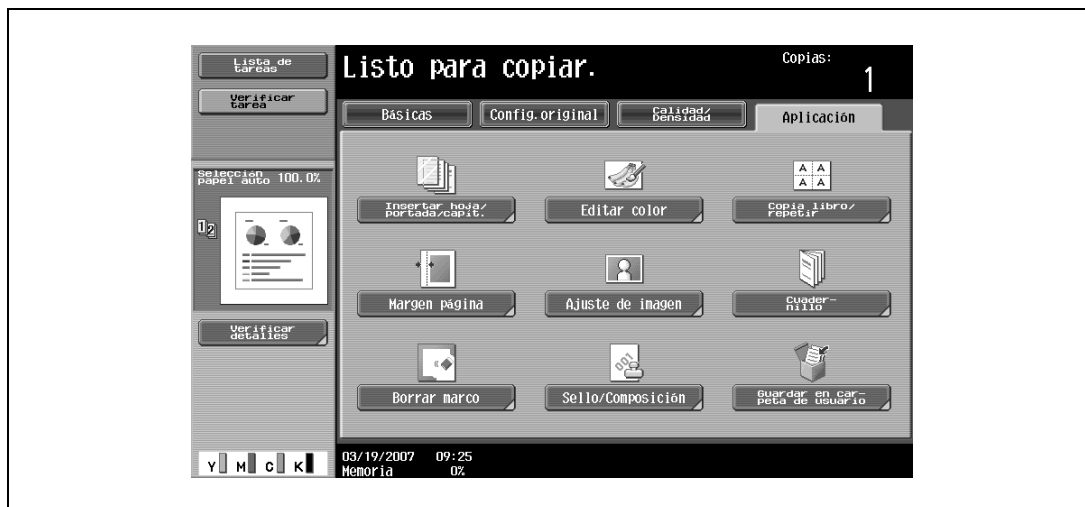 Lista de
tareas
Verificar
tarea
Listo para copiar.
Copias:
1
Básicas
Config.original
Calidad/
Densidad
Aplicación
Selección
papel auto 100.0%
12
Insertar hoja/
portada/capít.
Editar color
Copia libro/
repetir
A A
A A
Margen página
Ajuste de imagen
Cuader-
nillo
Verificar
detalles
001
Borrar marco
Sello/Composición
Guardar en car-
peta de usuario
Y M C K
03/19/2007 09:25
Memoria 0%